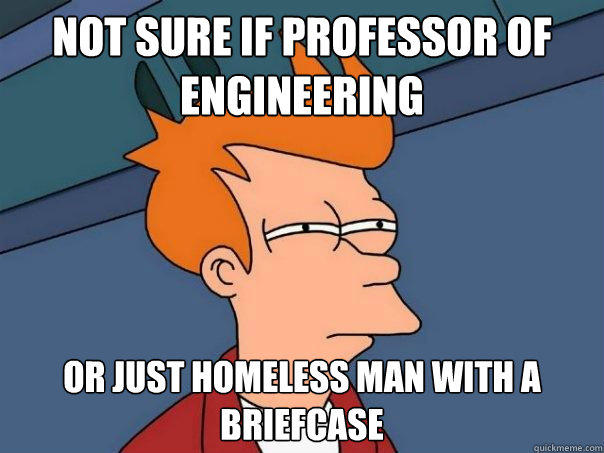 NOT SURE IF PROFESSOR OF
ENGINEERING
OR JUST HOMELESS MAN WITH A
BRIEFCASE
quickmeme.com